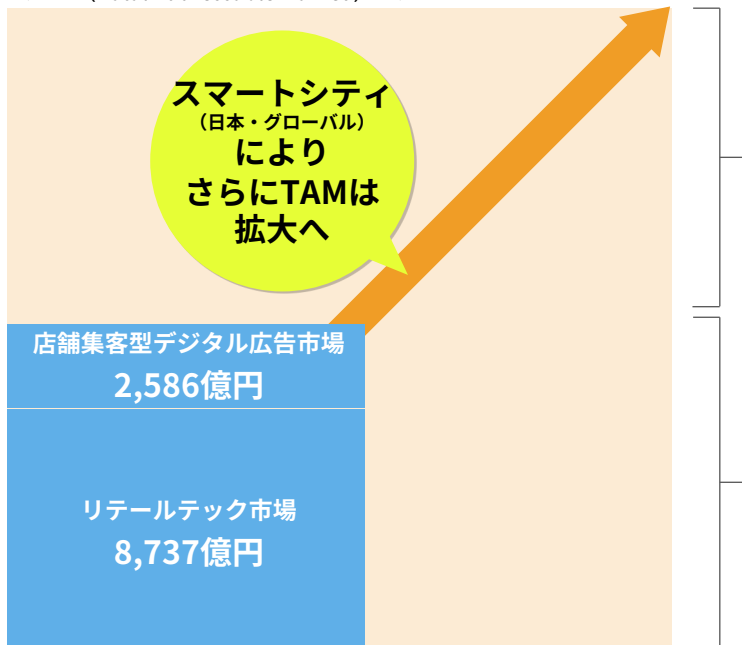 スマートシティ
（日本・グローバル）
により
さらにTAMは
拡大へ
店舗集客型デジタル広告市場
2,586億円
リテールテック市場
8,737億円